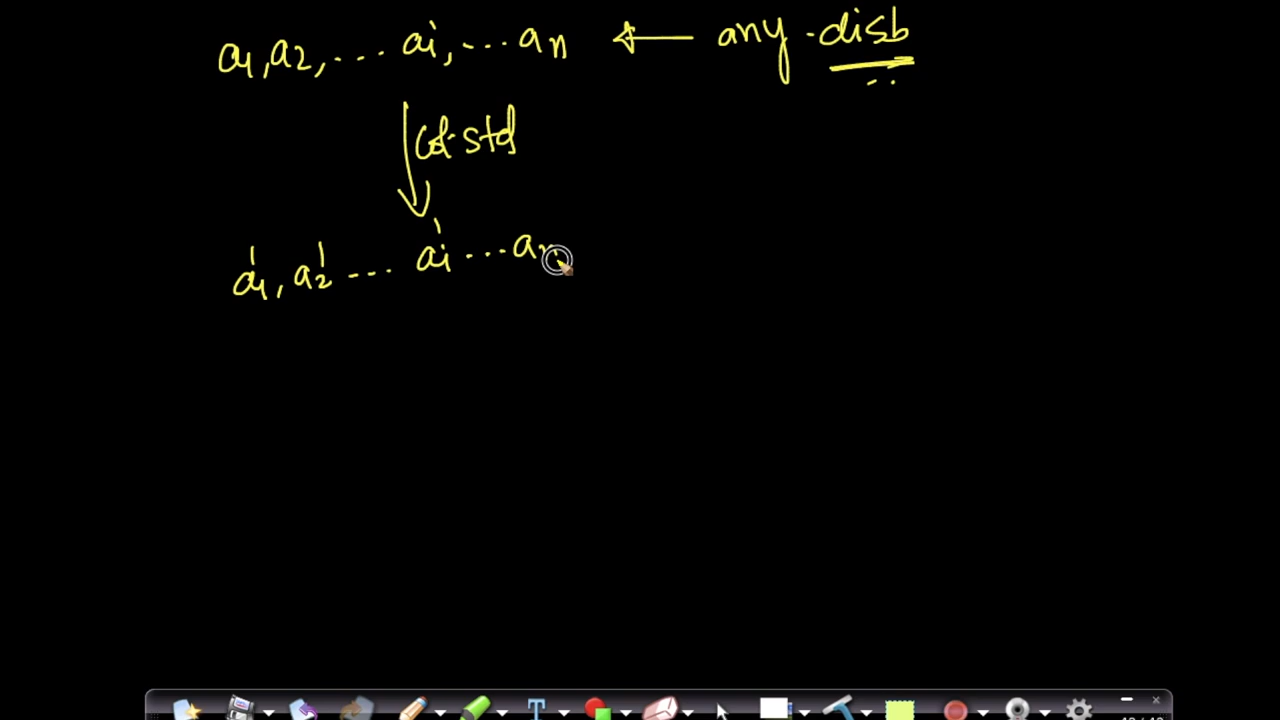 a1, a2, ... ai, ... an ← any disb
col std
a1', a2' ... ai' ... an